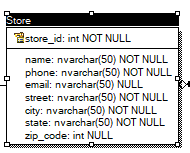 Store
store_id: int NOT NULL
name: nvarchar(50) NOT NULL
phone: nvarchar(50) NOT NULL
email: nvarchar(50) NULL
street: nvarchar(50) NOT NULL
city: nvarchar(50) NOT NULL
state: nvarchar(50) NOT NULL
zip_code: int NULL